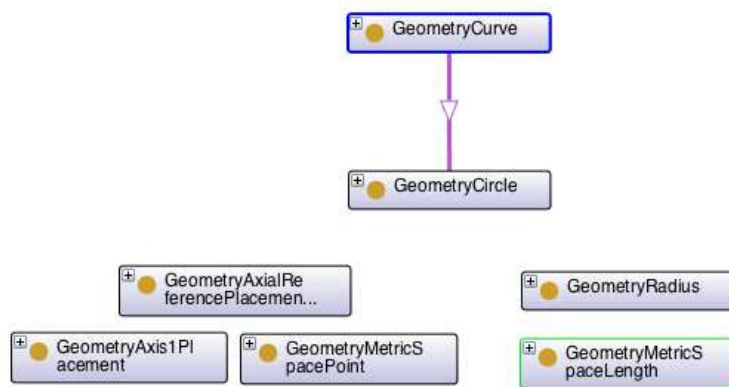 GeometryCurve
GeometryCircle
GeometryAxialRe
ferencePlacemen...
GeometryRadius
GeometryAxis1Pl
acement
GeometryMetricS
pacePoint
GeometryMetricS
paceLength